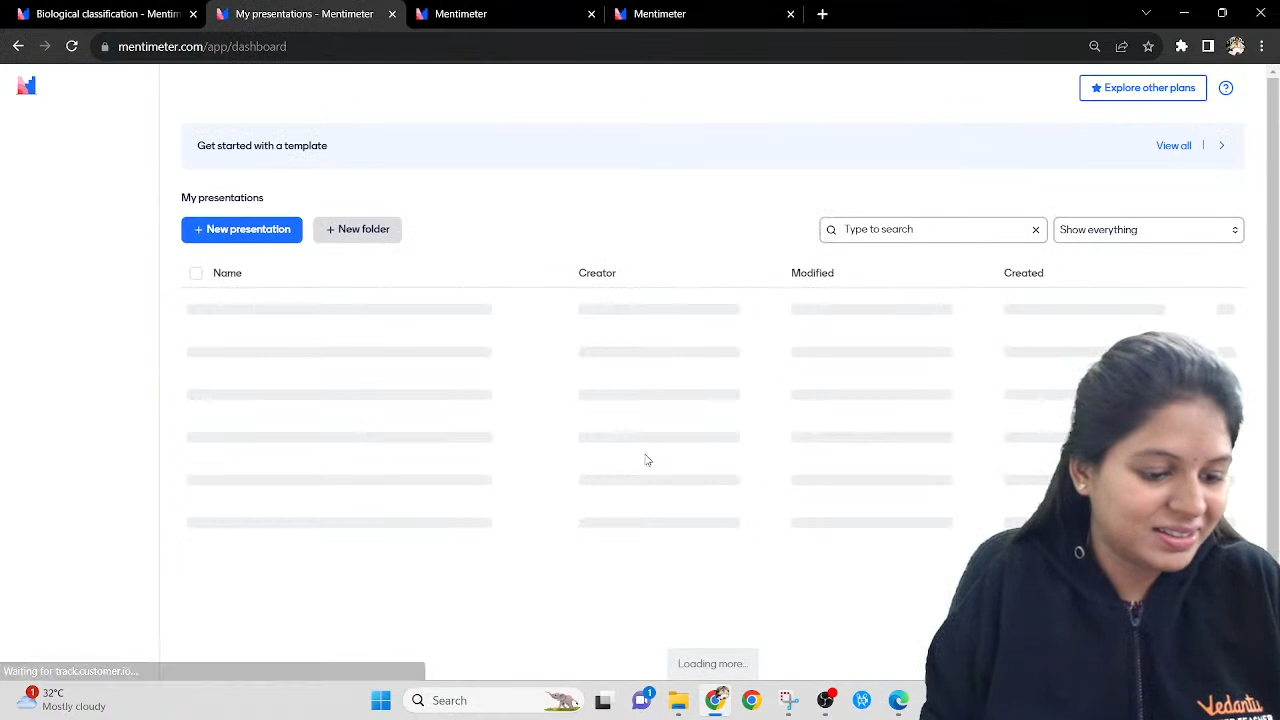 Biological classification - Mentim
My presentations - Mentimeter
Mentimeter
Mentimeter
mentimeter.com/app/dashboard
Explore other plans
Get started with a template
View all
My presentations
+ New presentation
+ New folder
Type to search
Show everything
Name
Creator
Modified
Created
Loading more...
Waiting for track.customer.io...
1
32°C
Mostly cloudy
Search
1
Vedantu